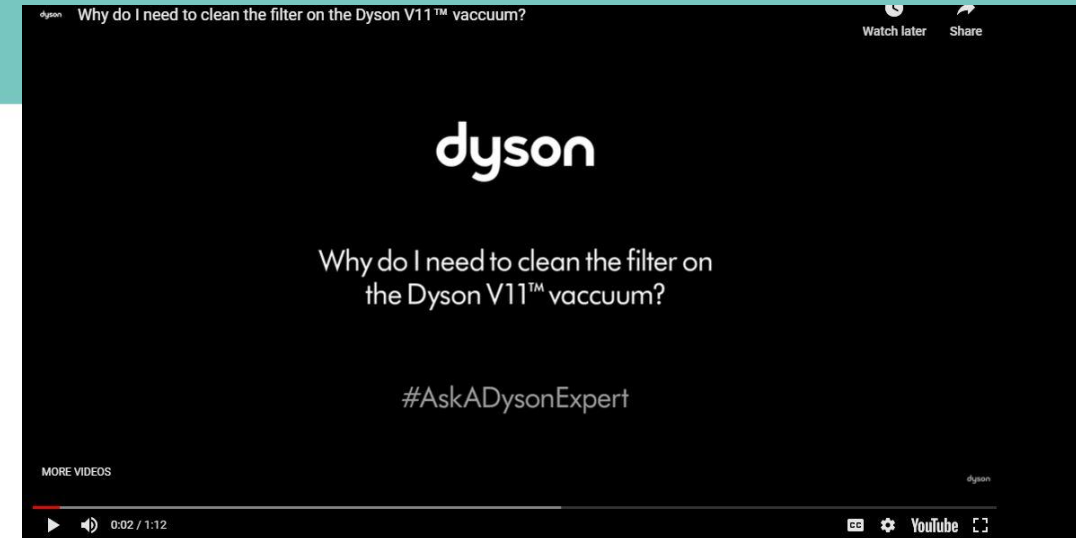 dyson Why do I need to clean the filter on the Dyson V11™ vaccuum?
Watch later Share
dyson
Why do I need to clean the filter on
the Dyson V11™ vaccuum?
#AskADysonExpert
MORE VIDEOS
dyson
0:02 / 1:12 CC YouTube